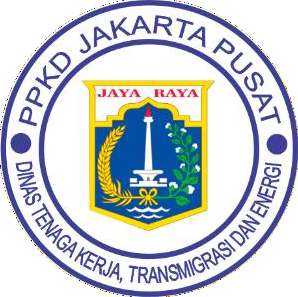 PPKD JAKARTA PUSAT
JAYA RAYA
DINAS TENAGA KERJA, TRANSMIGRASI DAN ENERGI